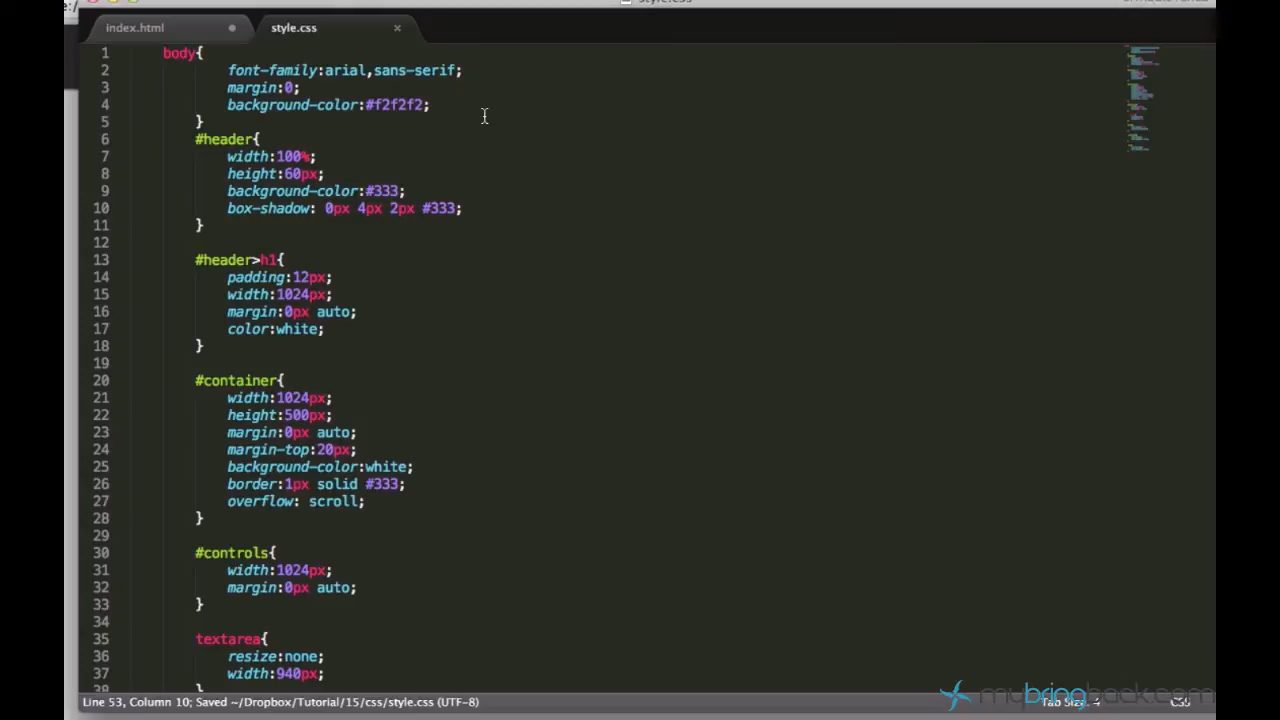 index.html
style.css
1 body{
2 font-family:arial,sans-serif;
3 margin:0;
4 background-color:#f2f2f2;
5 }
6 #header{
7 width:100%;
8 height:60px;
9 background-color:#333;
10 box-shadow: 0px 4px 2px #333;
11 }
12
13 #header>h1{
14 padding:12px;
15 width:1024px;
16 margin:0px auto;
17 color:white;
18 }
19
20 #container{
21 width:1024px;
22 height:500px;
23 margin:0px auto;
24 margin-top:20px;
25 background-color:white;
26 border:1px solid #333;
27 overflow: scroll;
28 }
29
30 #controls{
31 width:1024px;
32 margin:0px auto;
33 }
34
35 textarea{
36 resize:none;
37 width:940px;
38 }
Line 53, Column 10; Saved ~/Dropbox/Tutorial/15/css/style.css (UTF-8)
Tab Size: 4
CSS
mybringback.com